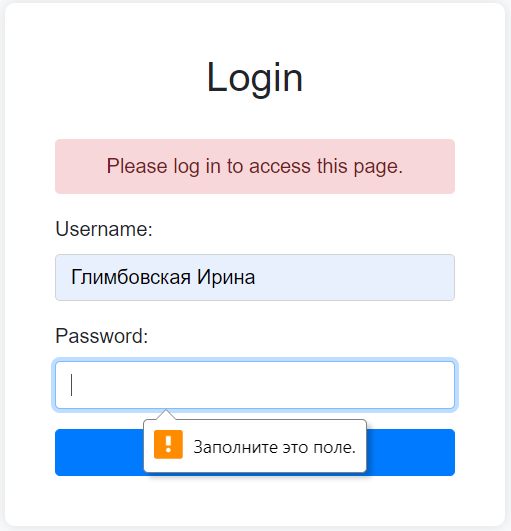 Login
Please log in to access this page.
Username:
Глимбовская Ирина
Password:
Заполните это поле.